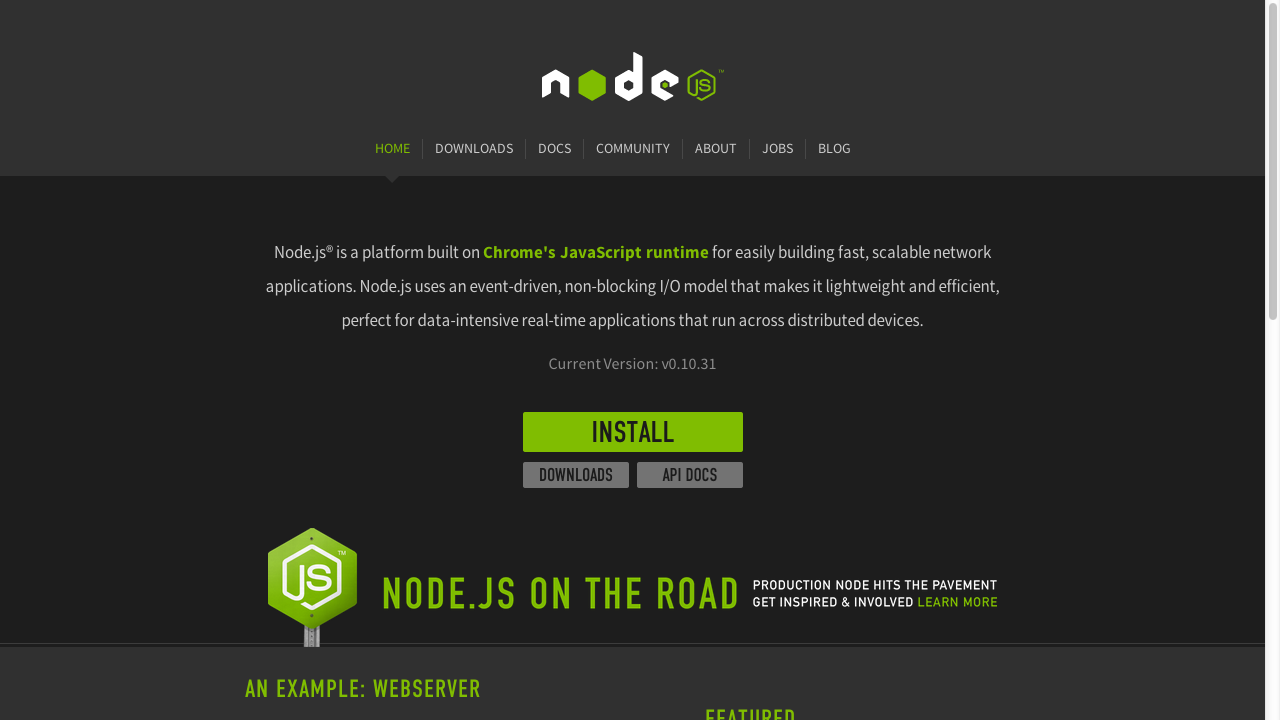 node JS ™
HOME DOWNLOADS DOCS COMMUNITY ABOUT JOBS BLOG
Node.js® is a platform built on Chrome's JavaScript runtime for easily building fast, scalable network
applications. Node.js uses an event-driven, non-blocking I/O model that makes it lightweight and efficient,
perfect for data-intensive real-time applications that run across distributed devices.
Current Version: v0.10.31
INSTALL
DOWNLOADS API DOCS
JS ™
NODE.JS ON THE ROAD
PRODUCTION NODE HITS THE PAVEMENT
GET INSPIRED & INVOLVED LEARN MORE
AN EXAMPLE: WEBSERVER
FEATURED